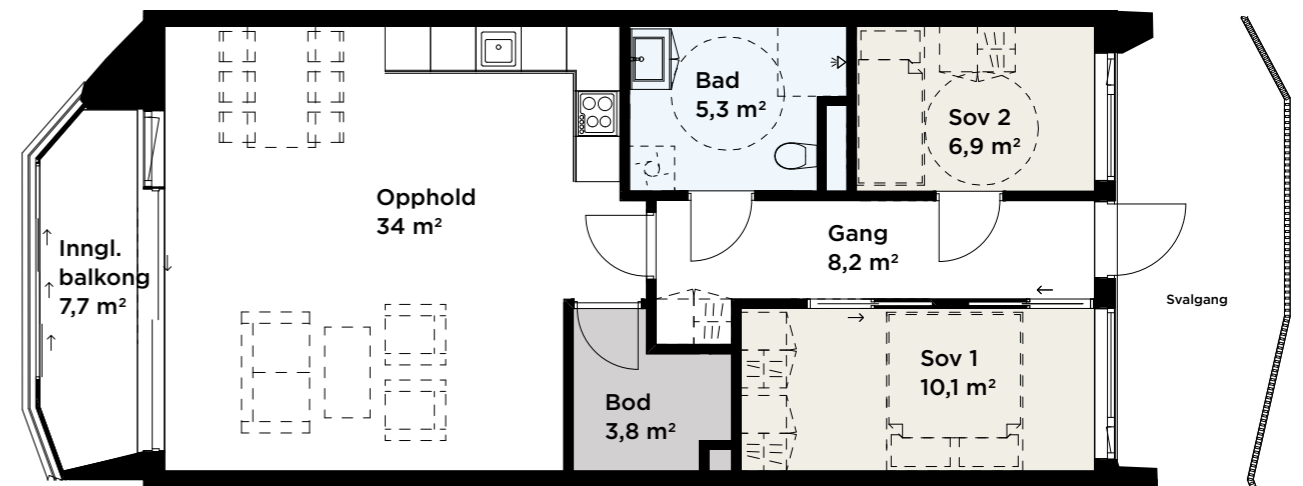 Bad
5,3 m²
Sov 2
6,9 m²
Opphold
34 m²
Inngl.
balkong
7,7 m²
Gang
8,2 m²
Svalgang
Sov 1
10,1 m²
Bod
3,8 m²